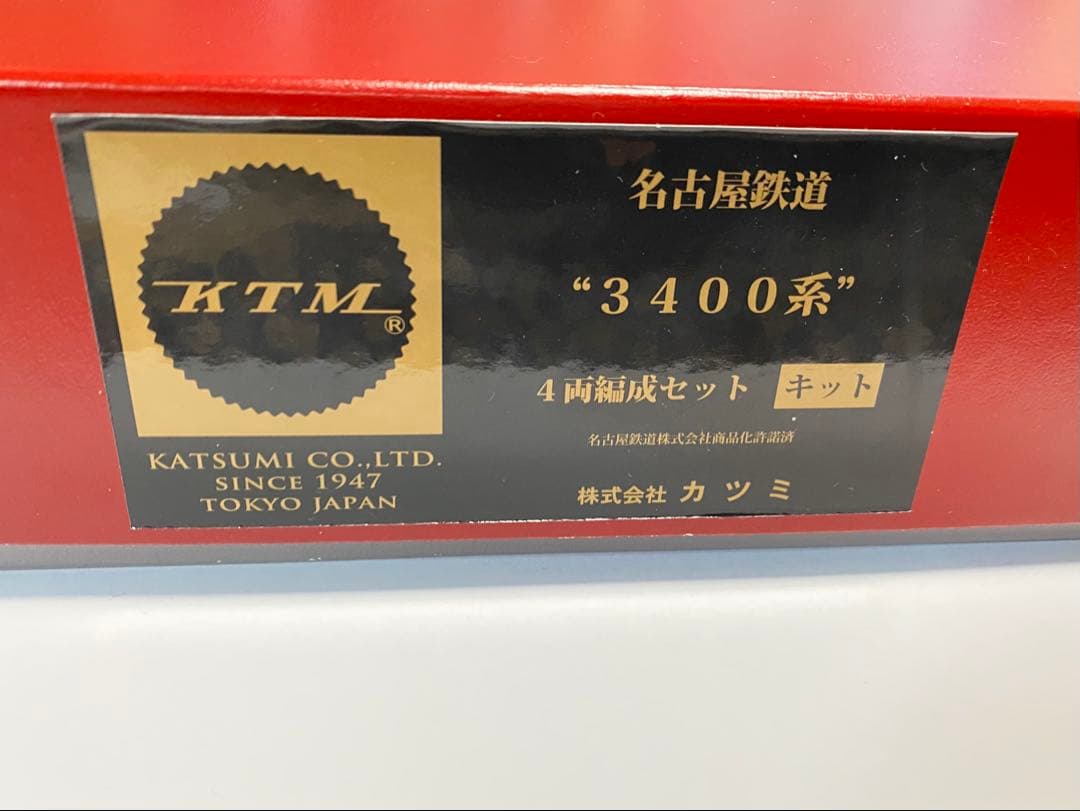 KTM®
KATSUMI CO.,LTD.
SINCE 1947
TOKYO JAPAN
名古屋鉄道
“3400系”
4両編成セット キット
名古屋鉄道株式会社商品化許諾済
株式会社 カツミ